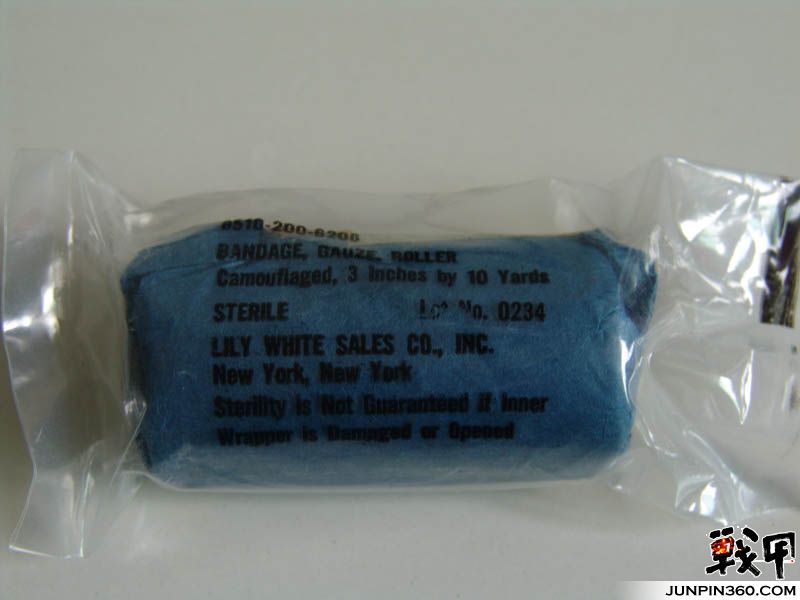 6510-200-6206
BANDAGE, GAUZE, ROLLER
Camouflaged, 3 Inches by 10 Yards
STERILE Lot No. 0234
LILY WHITE SALES CO., INC.
New York, New York
Sterility is Not Guaranteed if Inner
Wrapper is Damaged or Opened
戦甲
JUNPIN360.COM